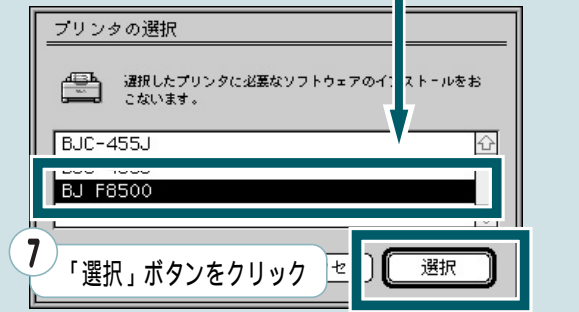 プリンタの選択
選択したプリンタに必要なソフトウェアのイ ストールをお
こないます。
BJC-455J
BJ F8500
7
「選択」ボタンをクリック
セ
選択